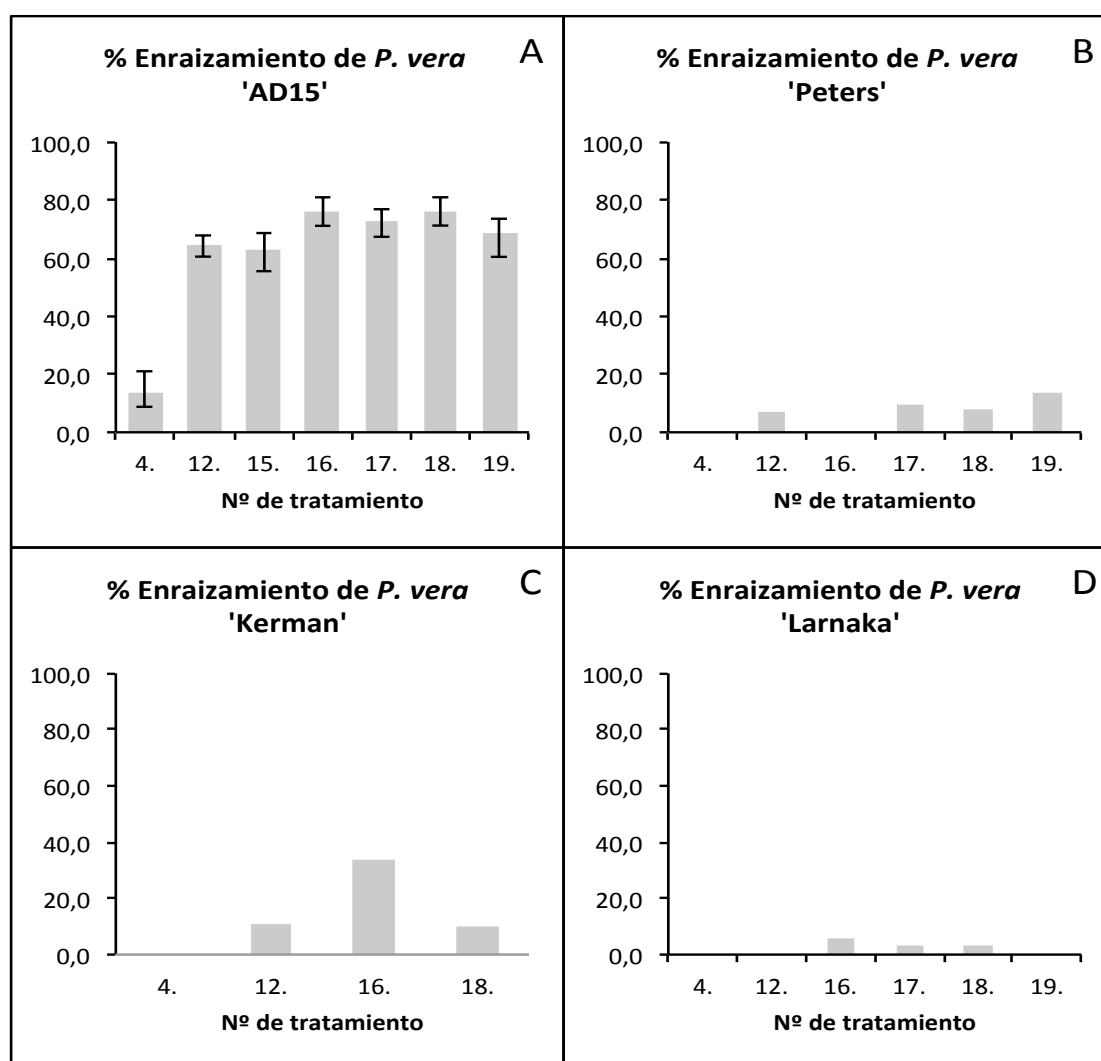 % Enraizamiento de P. vera
'AD15'
A
100,0
80,0
60,0
40,0
20,0
0,0
4. 12. 15. 16. 17. 18. 19.
Nº de tratamiento
% Enraizamiento de P. vera
'Peters'
B
100,0
80,0
60,0
40,0
20,0
0,0
4. 12. 16. 17. 18. 19.
Nº de tratamiento
% Enraizamiento de P. vera
'Kerman'
C
100,0
80,0
60,0
40,0
20,0
0,0
4. 12. 16. 18.
Nº de tratamiento
% Enraizamiento de P. vera
'Larnaka'
D
100,0
80,0
60,0
40,0
20,0
0,0
4. 12. 16. 17. 18. 19.
Nº de tratamiento